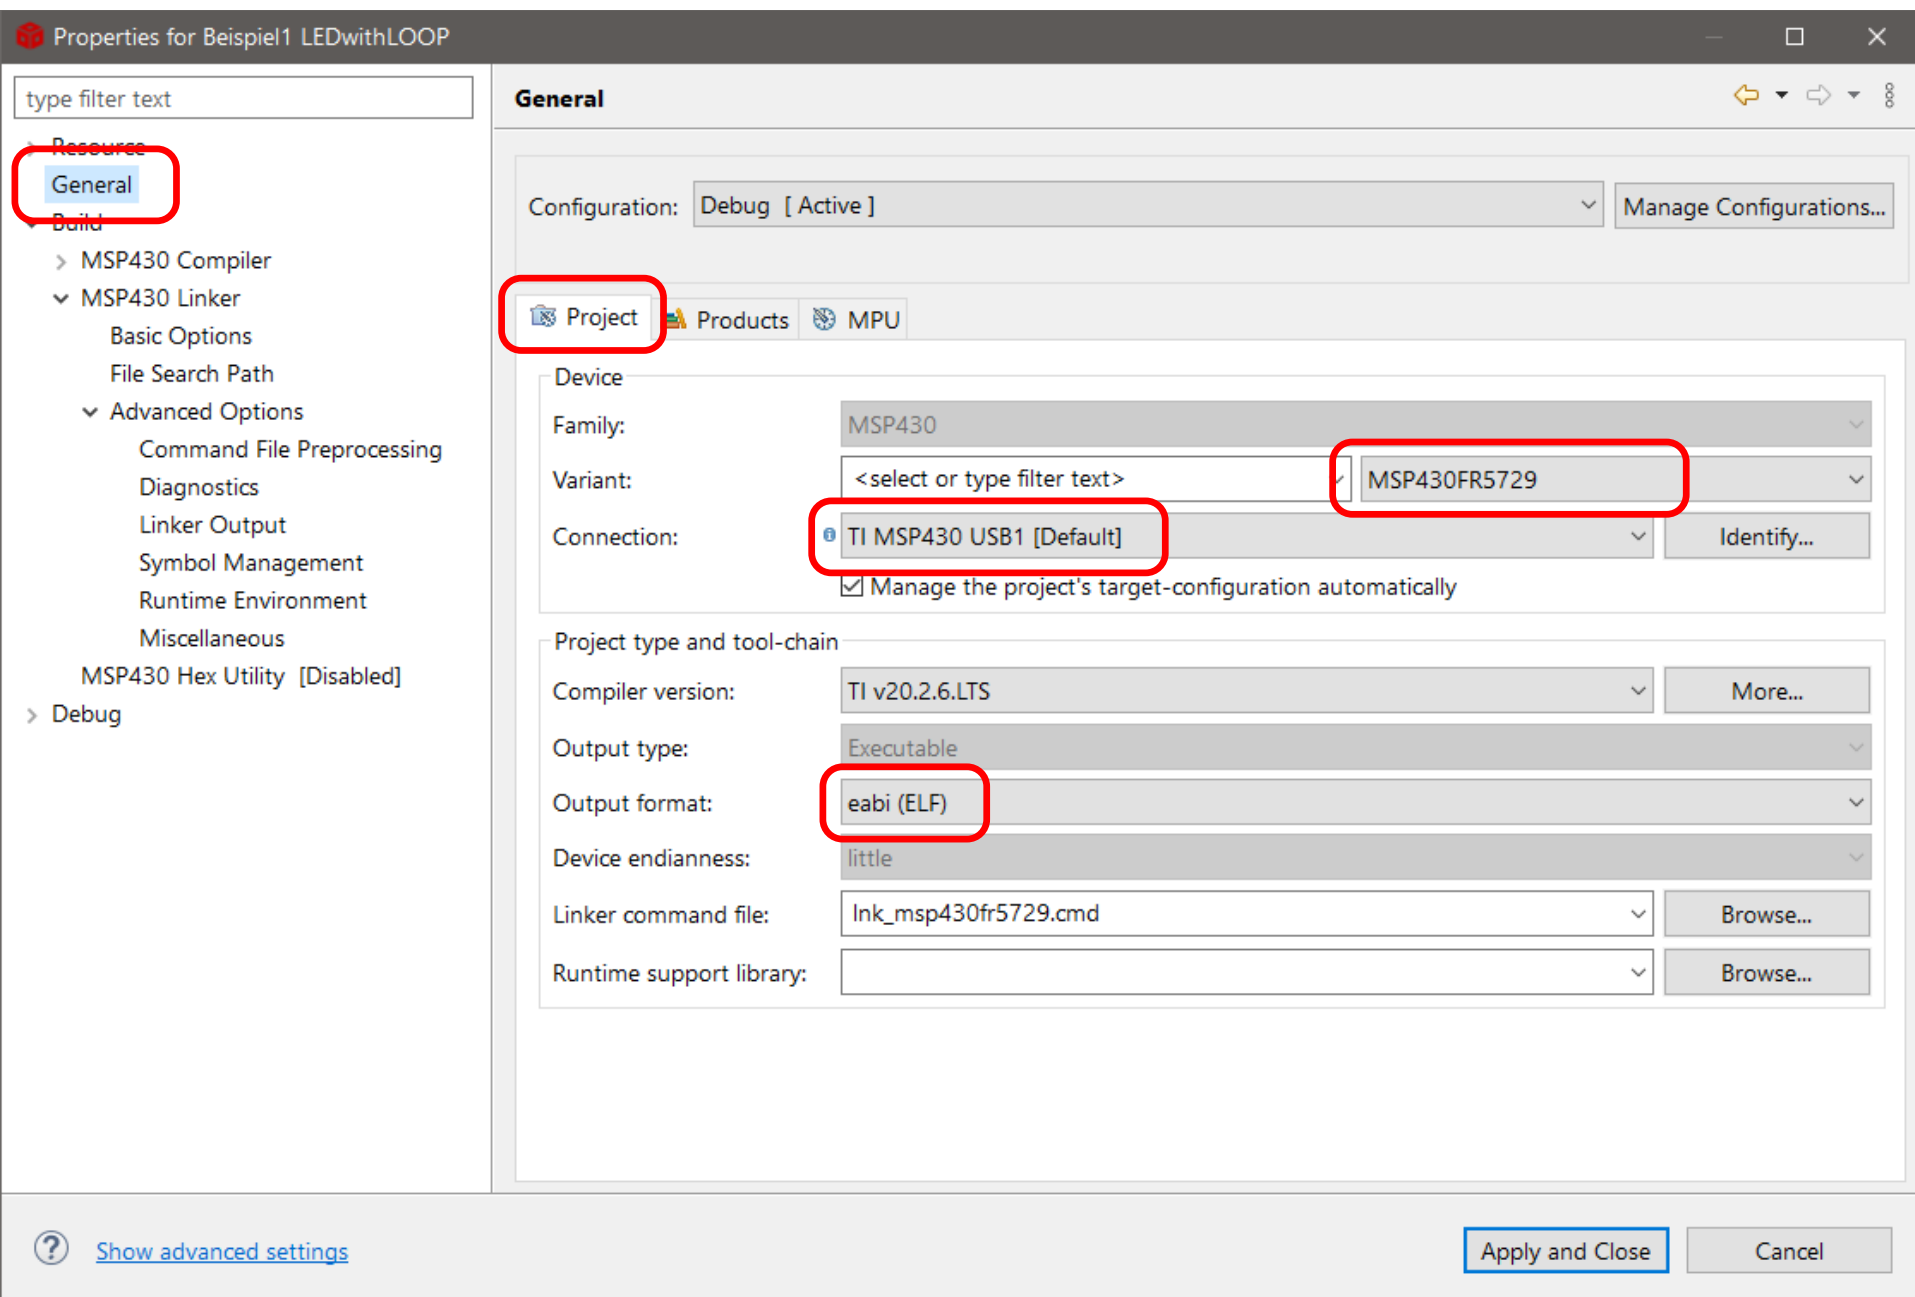 Properties for Beispiel1 LEDwithLOOP
type filter text
Resource
General
Build
MSP430 Compiler
MSP430 Linker
Basic Options
File Search Path
Advanced Options
Command File Preprocessing
Diagnostics
Linker Output
Symbol Management
Runtime Environment
Miscellaneous
MSP430 Hex Utility [Disabled]
Debug
General
Configuration: Debug [ Active ] Manage Configurations...
Project Products MPU
Device
Family: MSP430
Variant: <select or type filter text> MSP430FR5729
Connection: TI MSP430 USB1 [Default] Identify...
Manage the project's target-configuration automatically
Project type and tool-chain
Compiler version: TI v20.2.6.LTS More...
Output type: Executable
Output format: eabi (ELF)
Device endianness: little
Linker command file: lnk_msp430fr5729.cmd Browse...
Runtime support library: Browse...
Show advanced settings
Apply and Close Cancel